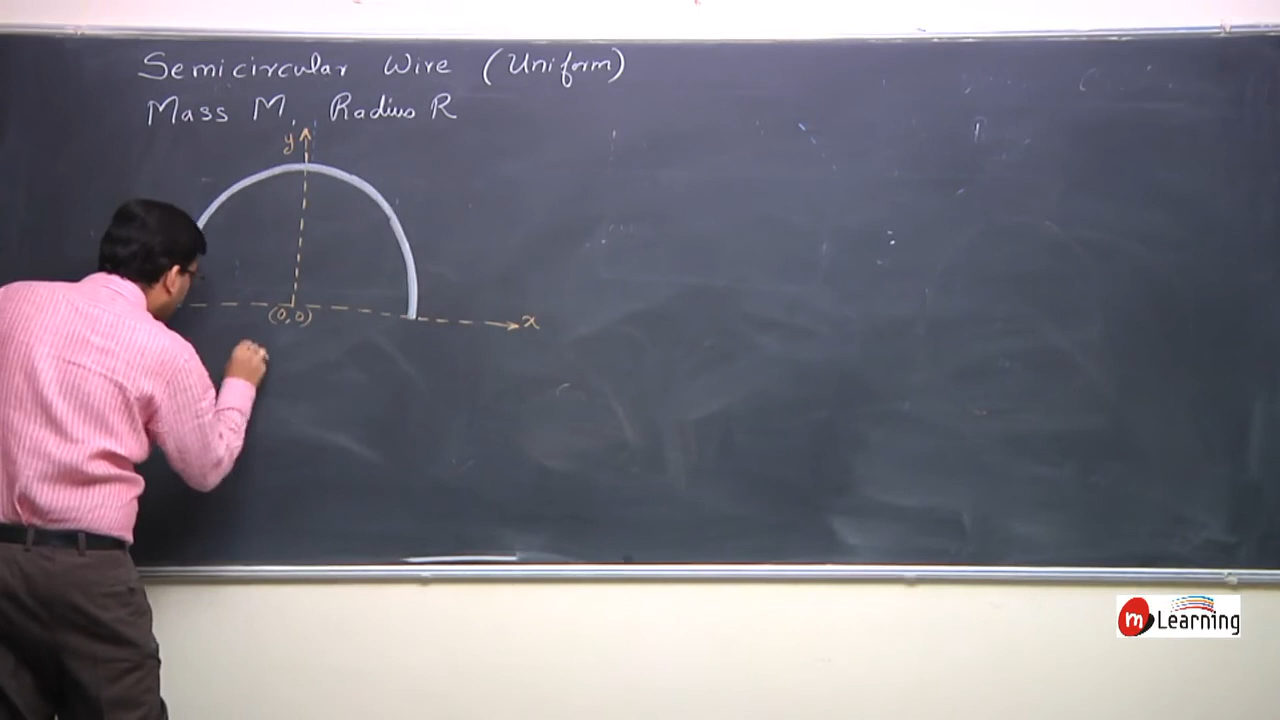 Semicircular Wire (Uniform)
Mass M, Radius R
y
(0,0)
x
m Learning